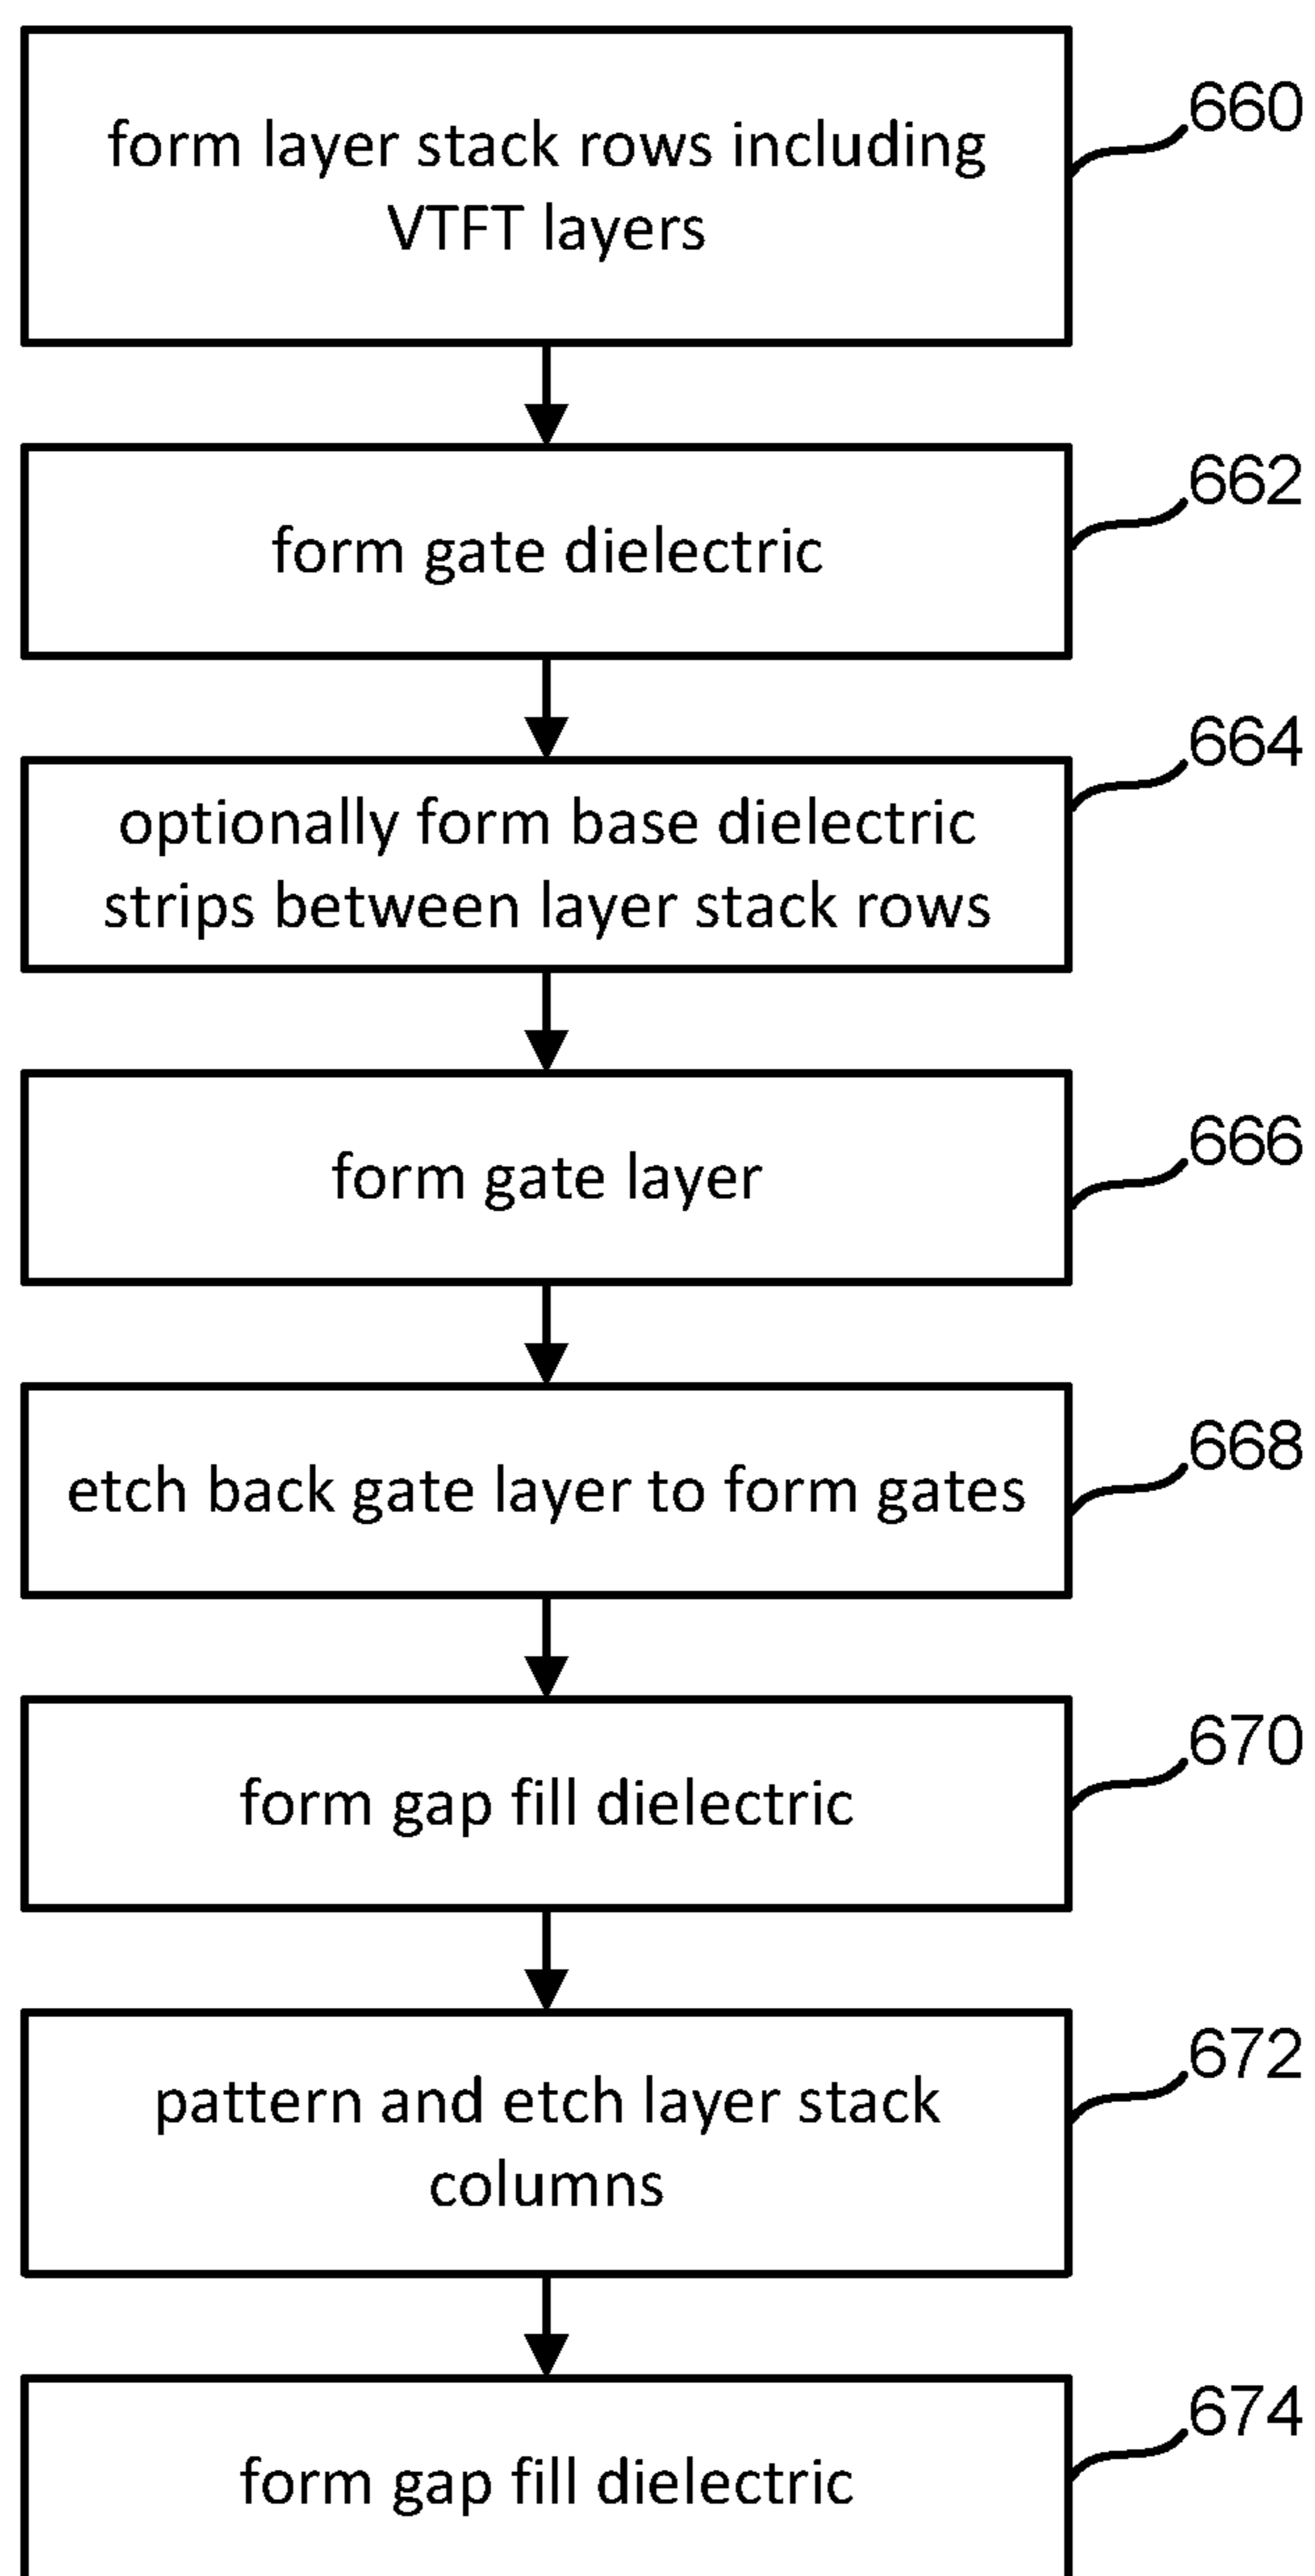 form layer stack rows including
VTFT layers
660
form gate dielectric
662
optionally form base dielectric
strips between layer stack rows
664
form gate layer
666
etch back gate layer to form gates
668
form gap fill dielectric
670
pattern and etch layer stack
columns
672
form gap fill dielectric
674